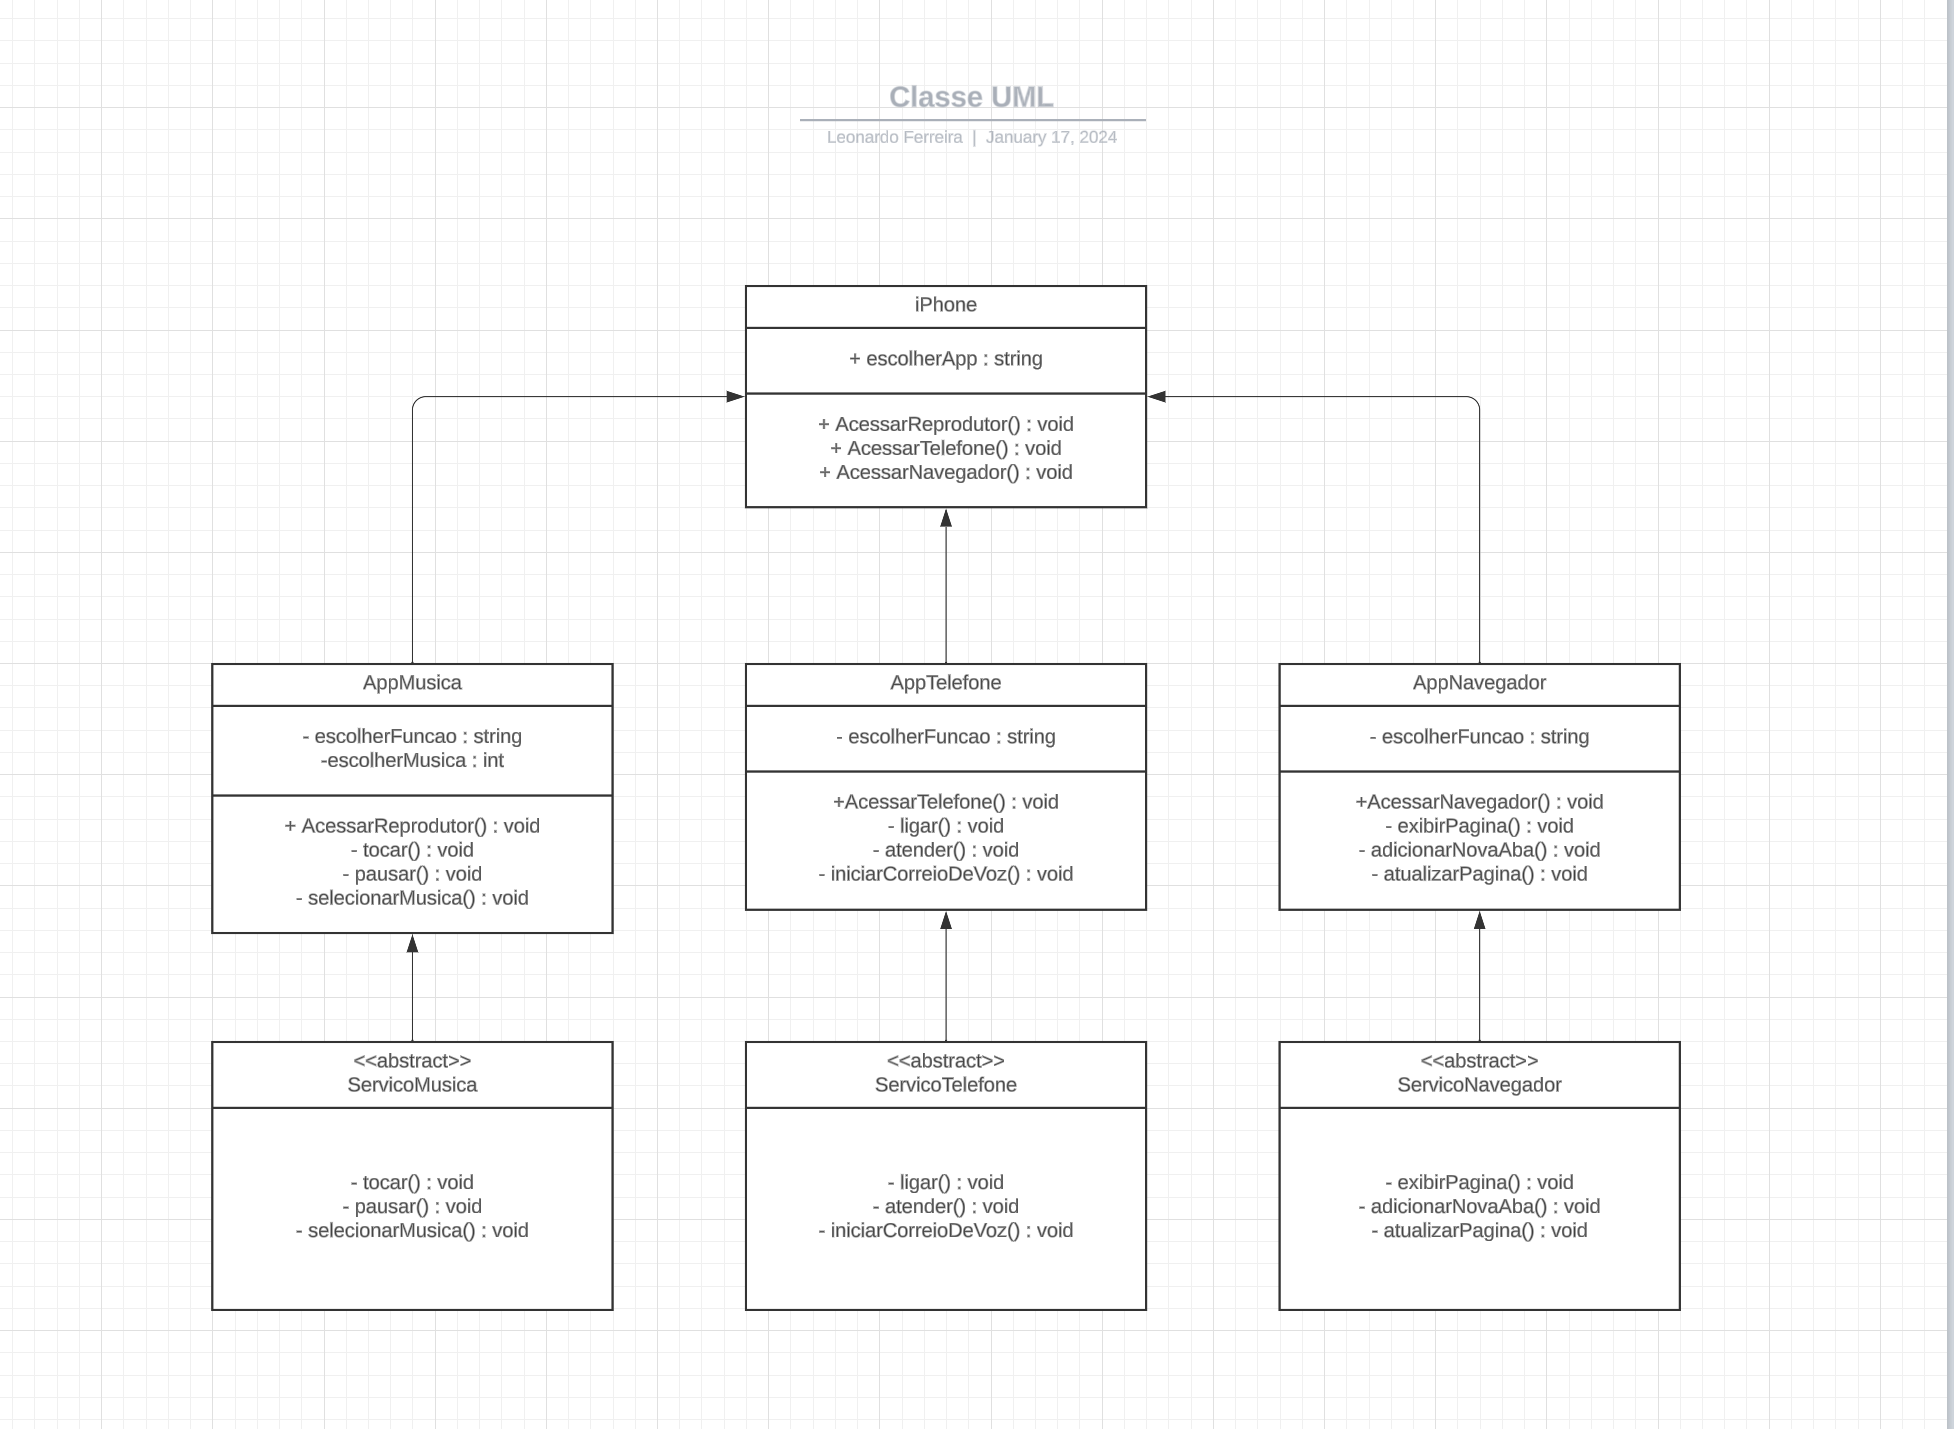 Classe UML
Leonardo Ferreira | January 17, 2024
iPhone
+ escolherApp : string
+ AcessarReprodutor() : void
+ AcessarTelefone() : void
+ AcessarNavegador() : void
AppMusica
- escolherFuncao : string
-escolherMusica : int
+ AcessarReprodutor() : void
- tocar() : void
- pausar() : void
- selecionarMusica() : void
AppTelefone
- escolherFuncao : string
+AcessarTelefone() : void
- ligar() : void
- atender() : void
- iniciarCorreioDeVoz() : void
AppNavegador
- escolherFuncao : string
+AcessarNavegador() : void
- exibirPagina() : void
- adicionarNovaAba() : void
- atualizarPagina() : void
<<abstract>>
ServicoMusica
- tocar() : void
- pausar() : void
- selecionarMusica() : void
<<abstract>>
ServicoTelefone
- ligar() : void
- atender() : void
- iniciarCorreioDeVoz() : void
<<abstract>>
ServicoNavegador
- exibirPagina() : void
- adicionarNovaAba() : void
- atualizarPagina() : void